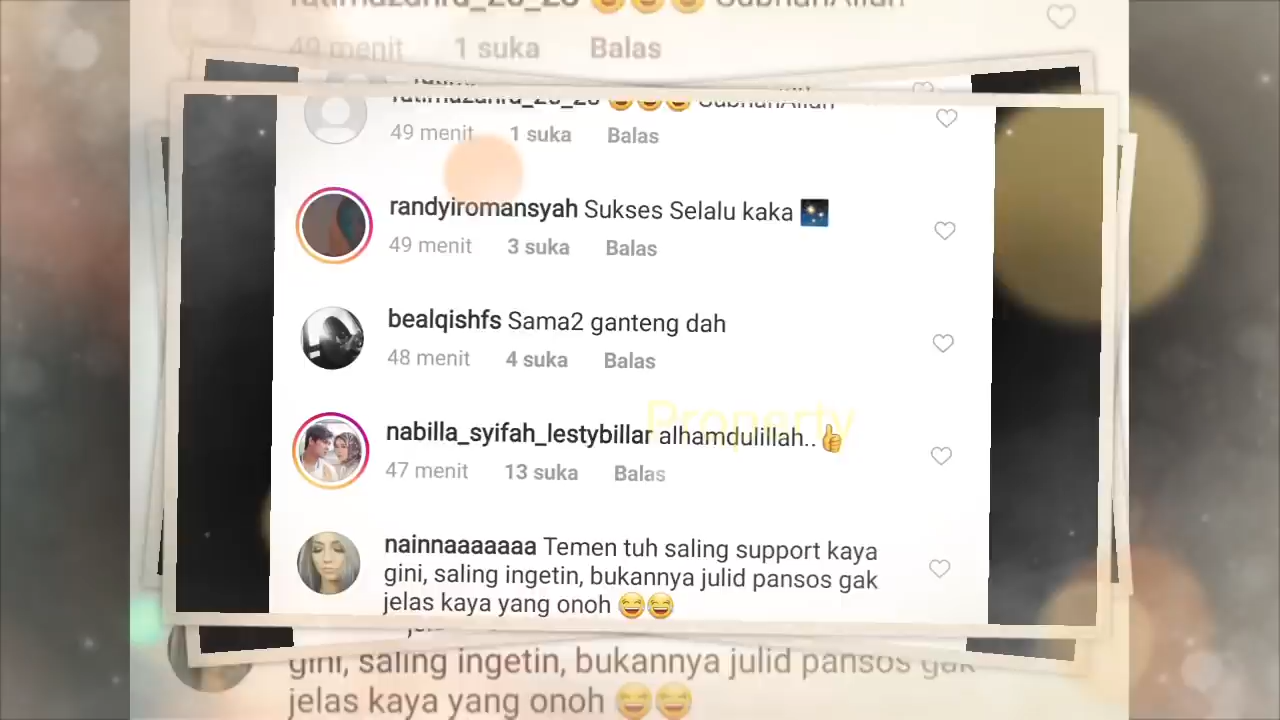 49 menit 1 suka Balas
49 menit 1 suka Balas
randyiromansyah Sukses Selalu kaka
49 menit 3 suka Balas
bealqishfs Sama2 ganteng dah
48 menit 4 suka Balas
Property
nabilla_syifah_lestybillar alhamdulillah..👍
47 menit 13 suka Balas
nainnaaaaaaa Temen tuh saling support kaya
gini, saling ingetin, bukannya julid pansos gak
jelas kaya yang onoh 😂😂
gini, saling ingetin, bukannya julid pansos gak
jelas kaya yang onoh 😂😂